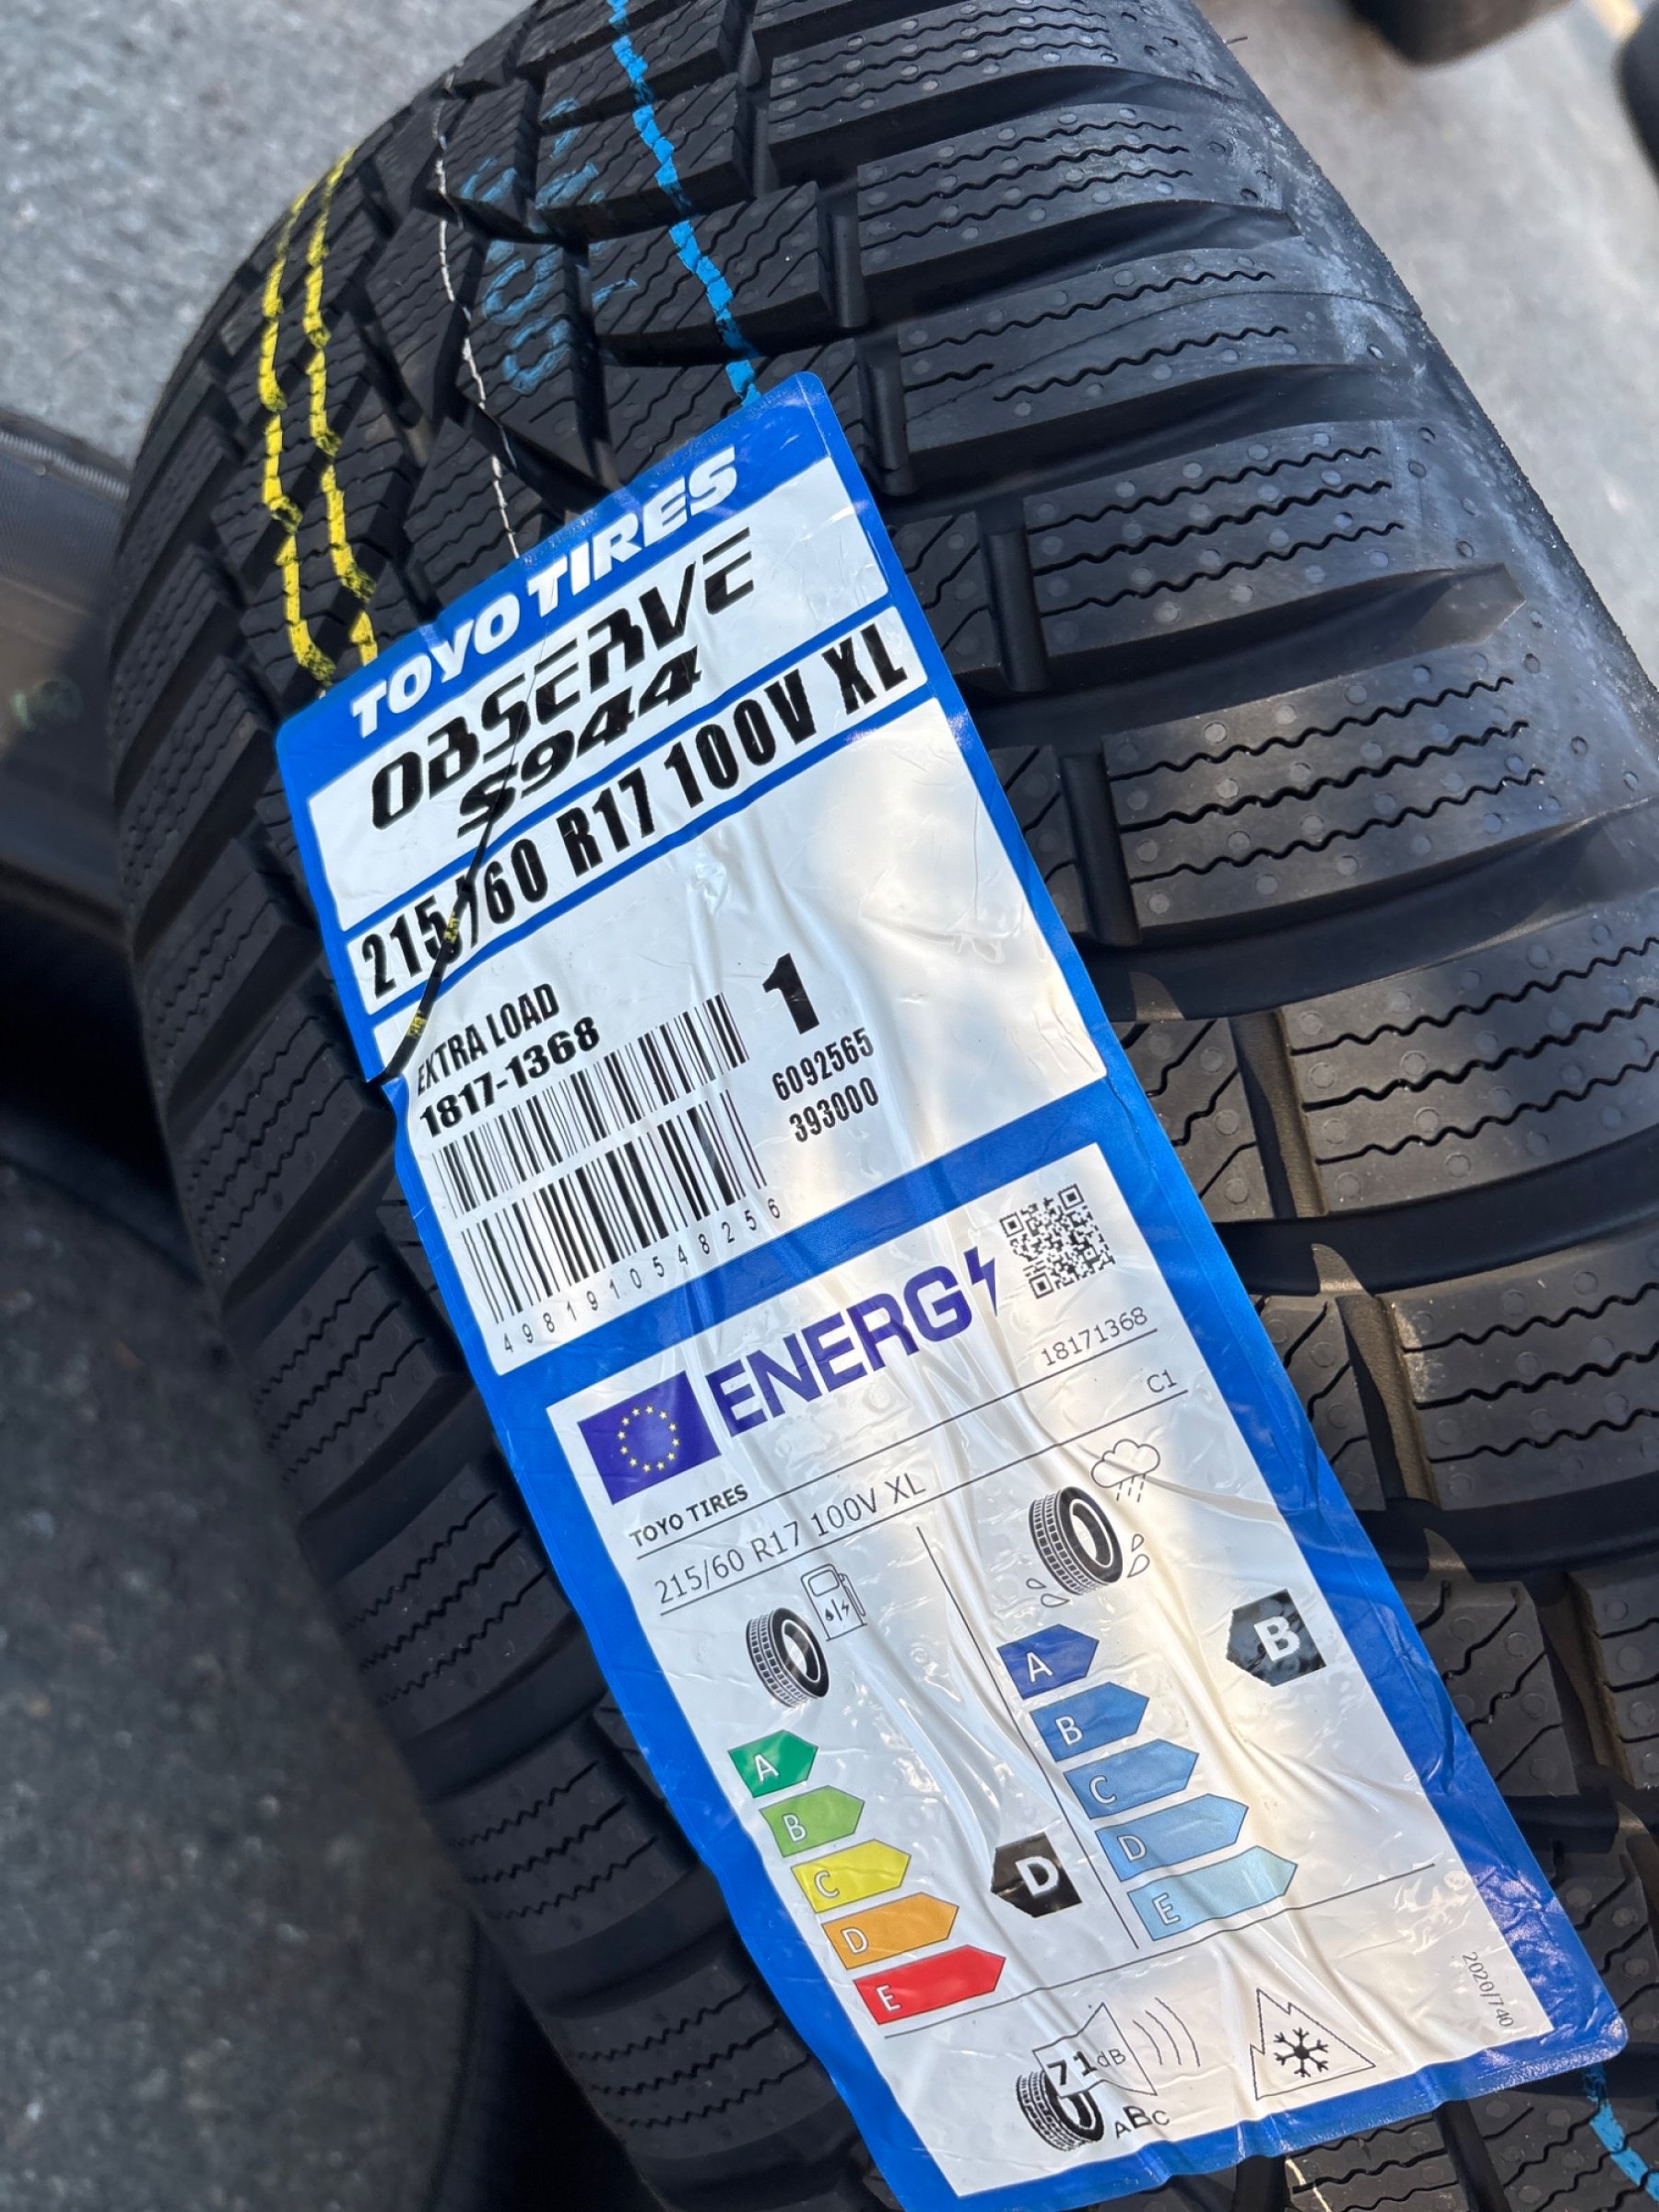 TOYO TIRES
OBSERVE
S944
215/60 R17 100V XL
EXTRA LOAD
1817-1368
1
6092565
393000
4981910548256
ENERG
18171368
TOYO TIRES
C1
215/60 R17 100V XL
A
B
C
D
E
D
A
B
C
D
E
B
71dB
ABC
2020/740